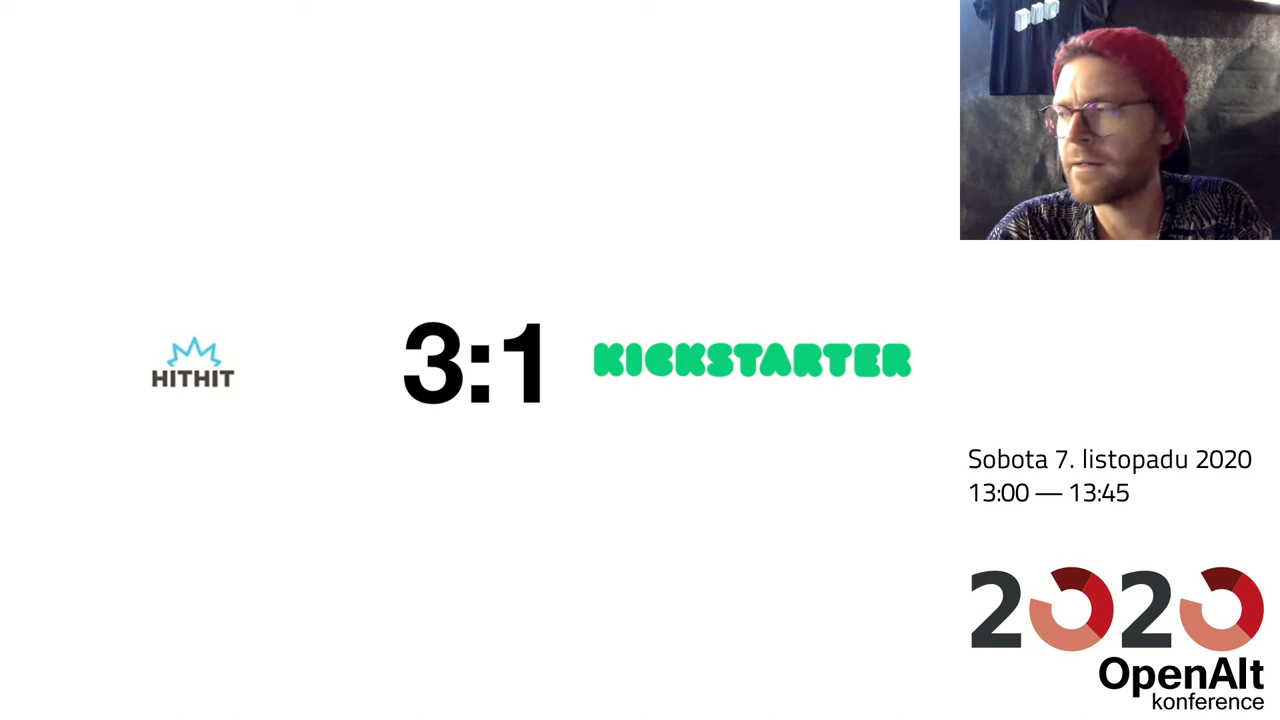 HITHIT
3:1
KICKSTARTER
Sobota 7. listopadu 2020
13:00 — 13:45
2020
OpenAlt
konference